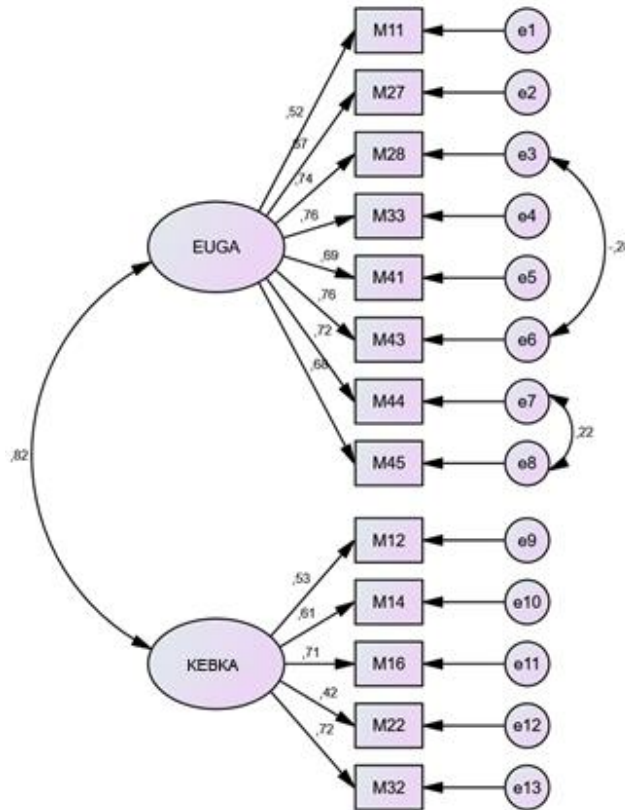 M11
e1
M27
e2
,52
,67
M28
e3
,74
,76
M33
e4
EUGA
,69
M41
e5
,76
M43
e6
,72
,68
M44
e7
,22
M45
e8
,82
M12
e9
,53
M14
e10
,61
KEBKA
,71
M16
e11
,42
M22
e12
,72
M32
e13